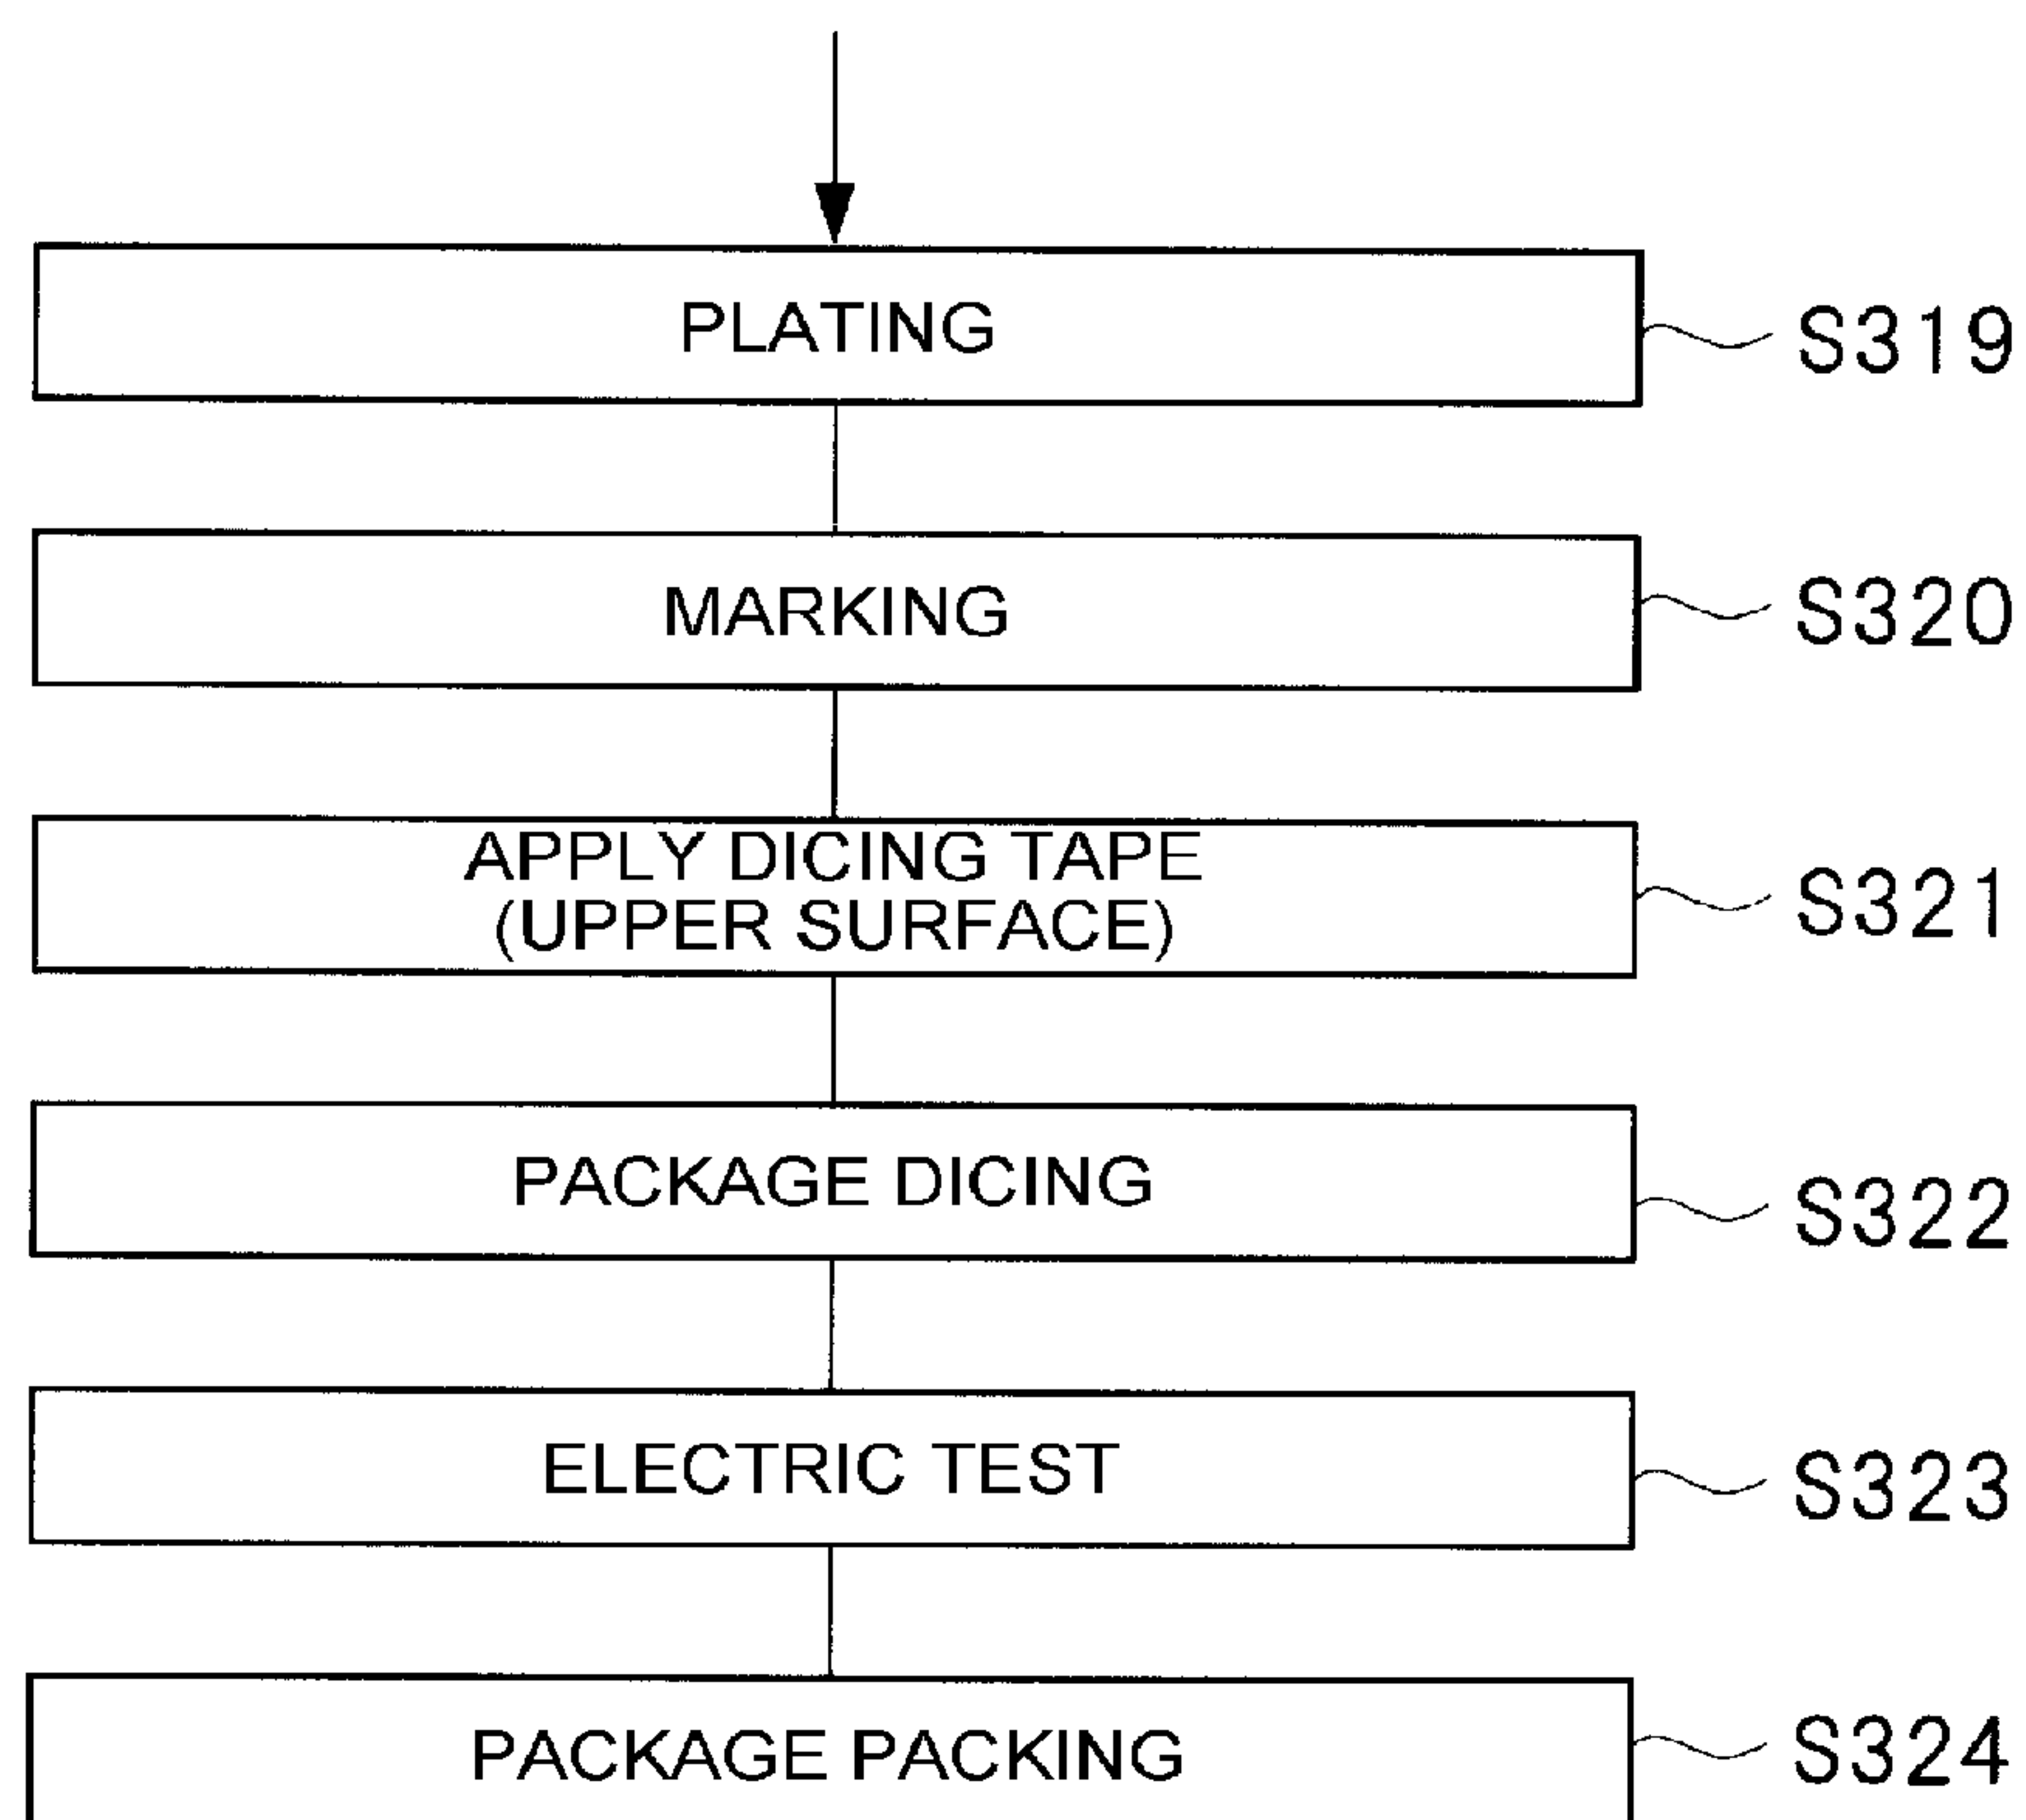 PLATING
S319
MARKING
S320
APPLY DICING TAPE
(UPPER SURFACE)
S321
PACKAGE DICING
S322
ELECTRIC TEST
S323
PACKAGE PACKING
S324